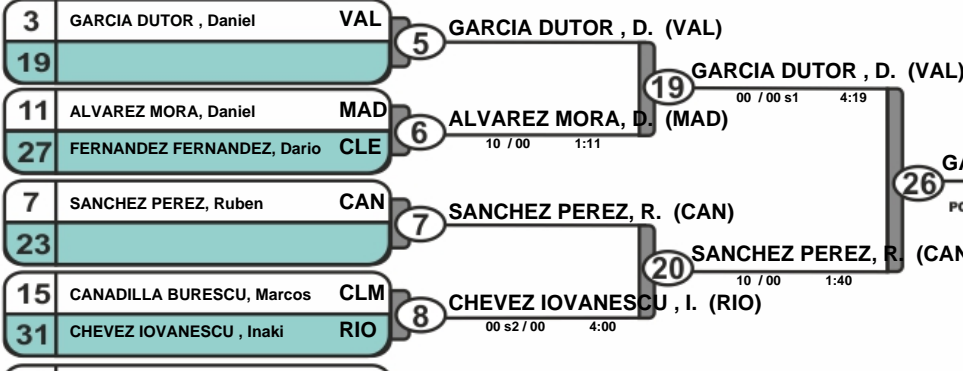 3 GARCIA DUTOR , Daniel VAL
19
5 GARCIA DUTOR , D. (VAL)
11 ALVAREZ MORA, Daniel MAD
27 FERNANDEZ FERNANDEZ, Dario CLE
6 ALVAREZ MORA, D. (MAD)
10 / 00 1:11
19 GARCIA DUTOR , D. (VAL)
00 / 00 s1 4:19
7 SANCHEZ PEREZ, Ruben CAN
23
7 SANCHEZ PEREZ, R. (CAN)
15 CANADILLA BURESCU, Marcos CLM
31 CHEVEZ IOVANESCU , Inaki RIO
8 CHEVEZ IOVANESCU , I. (RIO)
00 s2 / 00 4:00
20 SANCHEZ PEREZ, R. (CAN
10 / 00 1:40
26 GA
PO